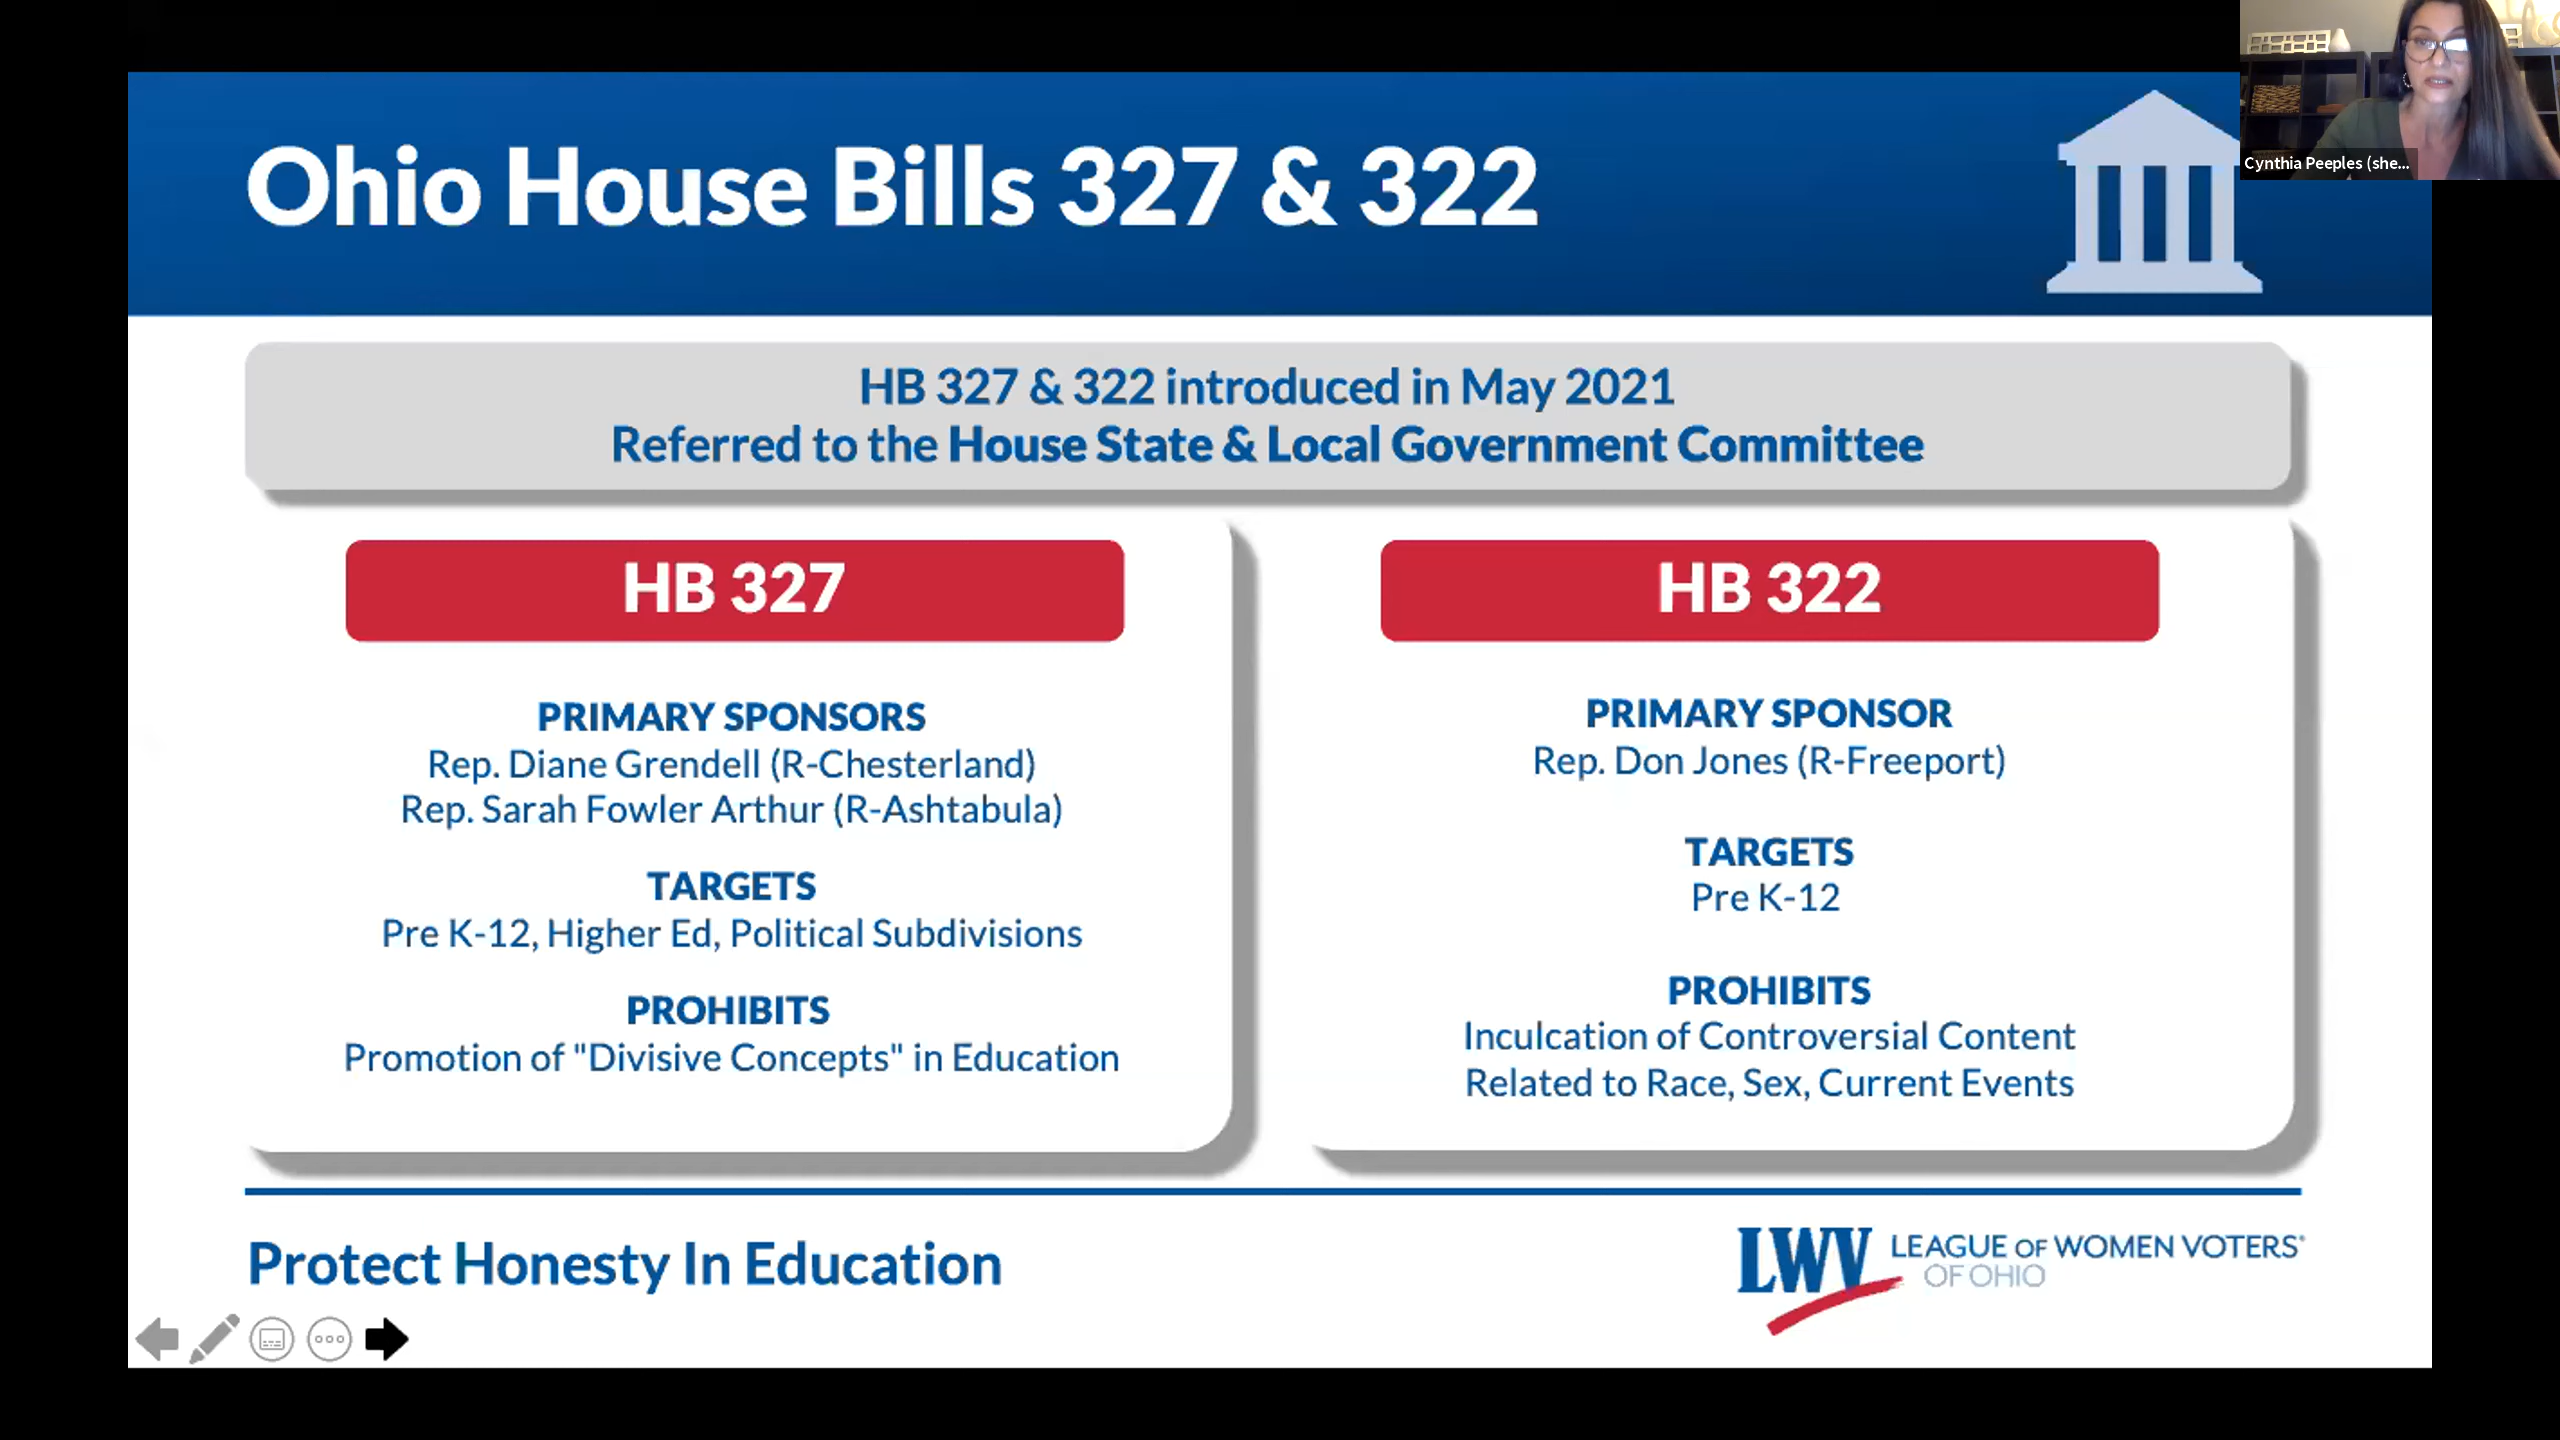 Ohio House Bills 327 & 322
Cynthia Peeples (she...
HB 327 & 322 introduced in May 2021
Referred to the House State & Local Government Committee
HB 327
PRIMARY SPONSORS
Rep. Diane Grendell (R-Chesterland)
Rep. Sarah Fowler Arthur (R-Ashtabula)
TARGETS
Pre K-12, Higher Ed, Political Subdivisions
PROHIBITS
Promotion of "Divisive Concepts" in Education
HB 322
PRIMARY SPONSOR
Rep. Don Jones (R-Freeport)
TARGETS
Pre K-12
PROHIBITS
Inculcation of Controversial Content
Related to Race, Sex, Current Events
Protect Honesty In Education
LWV LEAGUE OF WOMEN VOTERS®
OF OHIO